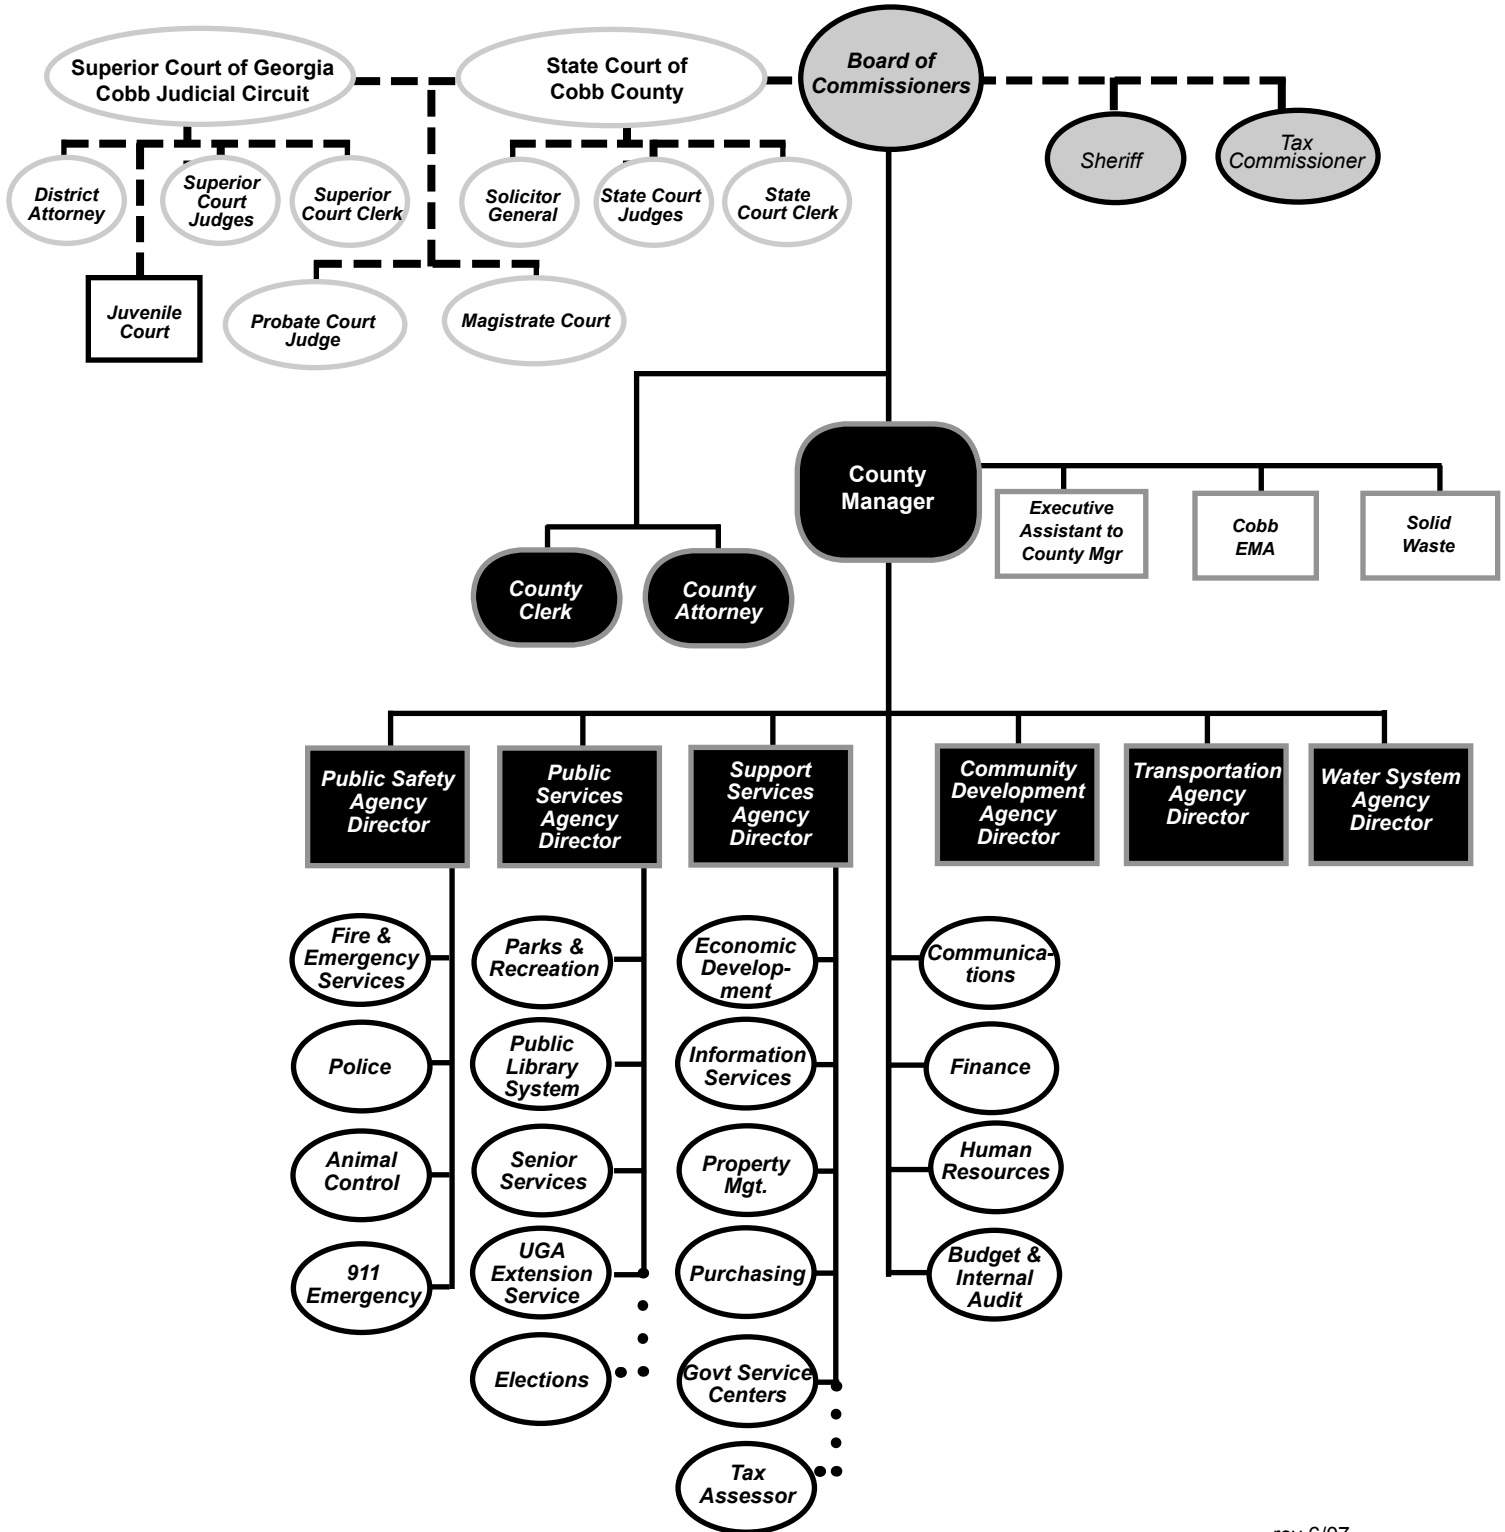 Superior Court of Georgia
Cobb Judicial Circuit
State Court of
Cobb County
Board of
Commissioners
Sheriff
Tax
Commissioner
District
Attorney
Superior
Court
Judges
Superior
Court Clerk
Solicitor
General
State Court
Judges
State
Court Clerk
Juvenile
Court
Probate Court
Judge
Magistrate Court
County
Manager
Executive
Assistant to
County Mgr
Cobb
EMA
Solid
Waste
County
Clerk
County
Attorney
Public Safety
Agency
Director
Public
Services
Agency
Director
Support
Services
Agency
Director
Community
Development
Agency
Director
Transportation
Agency
Director
Water System
Agency
Director
Fire &
Emergency
Services
Parks &
Recreation
Economic
Develop-
ment
Communica-
tions
Police
Public
Library
System
Information
Services
Finance
Animal
Control
Senior
Services
Property
Mgt.
Human
Resources
911
Emergency
UGA
Extension
Service
Purchasing
Budget &
Internal
Audit
Elections
Govt Service
Centers
Tax
Assessor